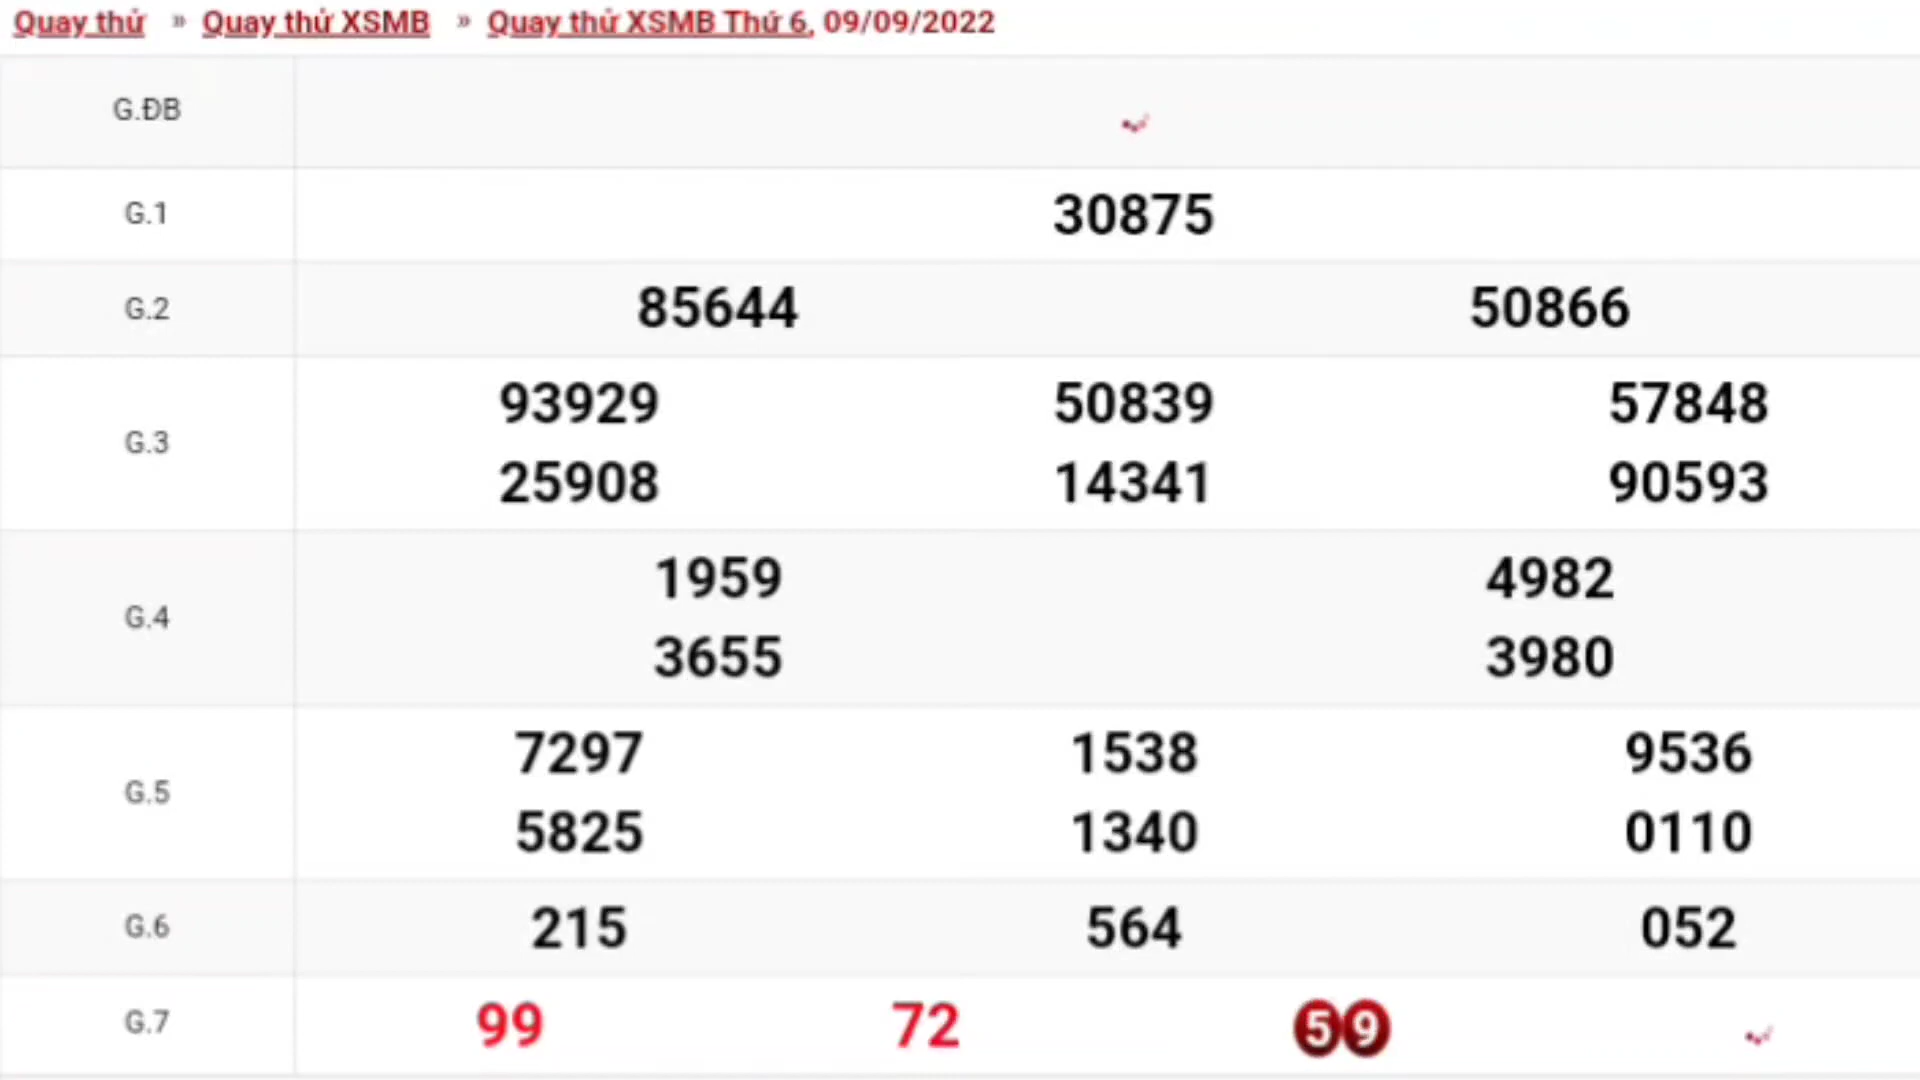 Quay thử » Quay thử XSMB » Quay thử XSMB Thứ 6, 09/09/2022
G.ĐB
G.1 30875
G.2 85644 50866
G.3
93929 50839 57848
25908 14341 90593
G.4
1959 4982
3655 3980
G.5
7297 1538 9536
5825 1340 0110
G.6 215 564 052
G.7 99 72 59